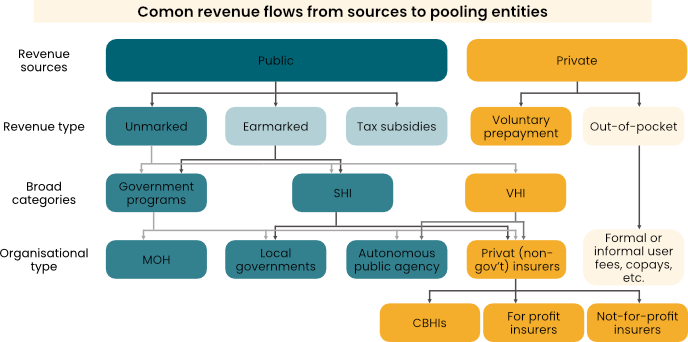 Comon revenue flows from sources to pooling entities
Revenue
sources
Public
Private
Revenue type
Unmarked
Earmarked
Tax subsidies
Voluntary
prepayment
Out-of-pocket
Broad
categories
Government
programs
SHI
VHI
Organisational
type
MOH
Local
governments
Autonomous
public agency
Privat (non-
gov't) insurers
Formal or
informal user
fees, copays,
etc.
CBHIs
For profit
insurers
Not-for-profit
insurers